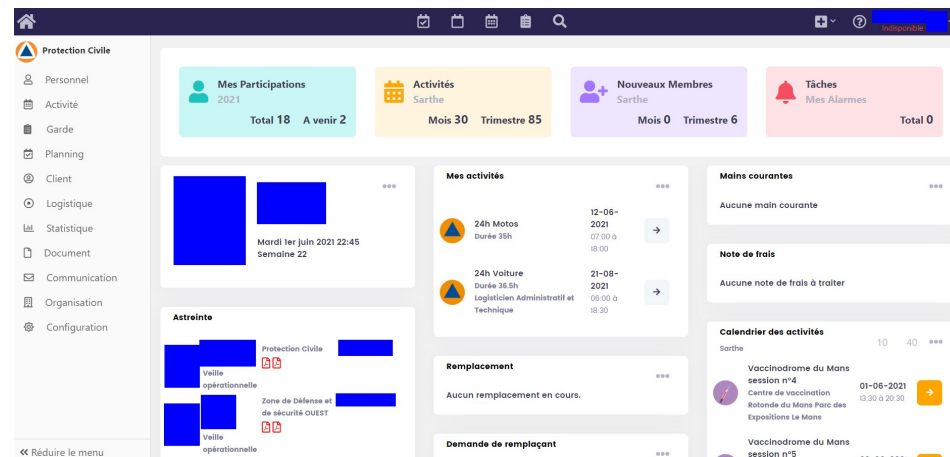 Indisponible
Protection Civile
Personnel
Activité
Garde
Planning
Client
Logistique
Statistique
Document
Communication
Organisation
Configuration
Réduire le menu
Mes Participations
2021
Total 18 A venir 2
Activités
Sarthe
Mois 30 Trimestre 85
Nouveaux Membres
Sarthe
Mois 0 Trimestre 6
Tâches
Mes Alarmes
Total 0
Mardi 1er juin 2021 22:45
Semaine 22
Astreinte
Protection Civile
Veille
opérationnelle
Zone de Défense et
de sécurité OUEST
Veille
opérationnelle
Mes activités
24h Motos
Durée 35h
12-06-
2021
07:00 à
18:00
24h Voiture
Durée 36.5h
Logisticien Administratif et
Technique
21-08-
2021
06:00 à
18:30
Remplacement
Aucun remplacement en cours.
Demande de remplaçant
Mains courantes
Aucune main courante
Note de frais
Aucune note de frais à traiter
Calendrier des activités
Sarthe
10 40
Vaccinodrome du Mans
session n°4
Centre de vaccination
Rotonde du Mans Parc des
Expositions Le Mans
01-06-2021
13:30 à 20:30
Vaccinodrome du Mans
session n°5